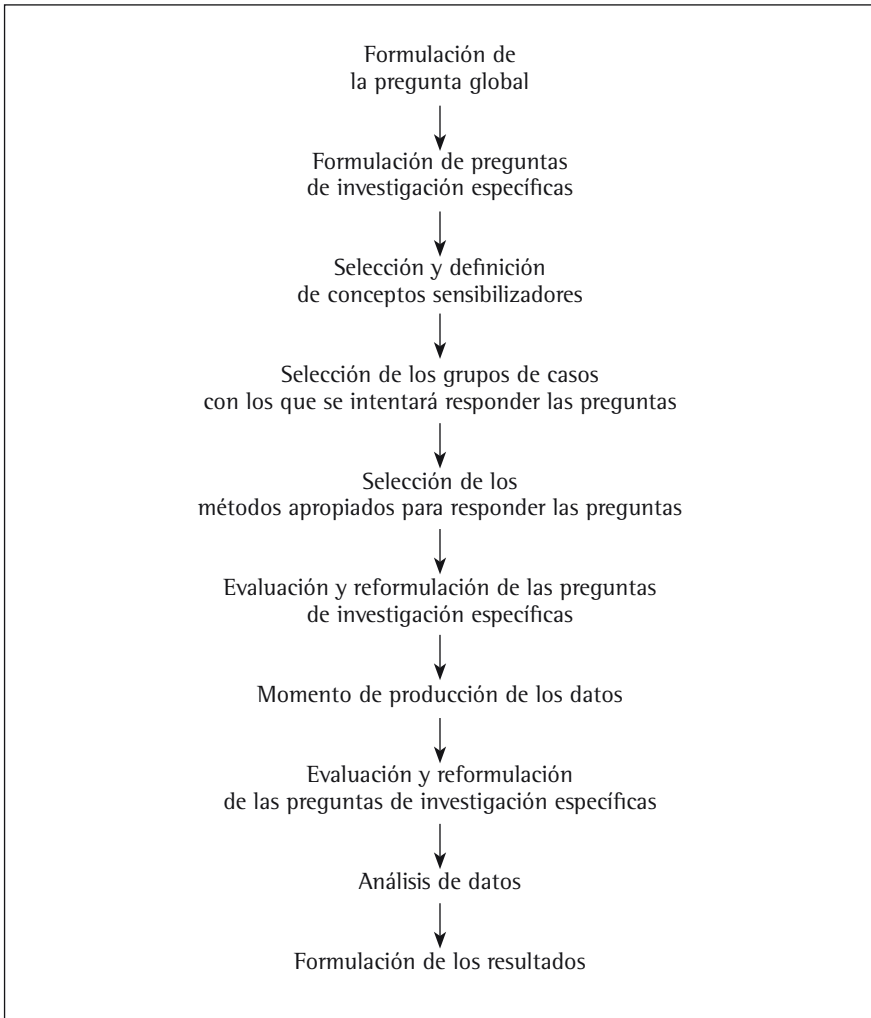 Formulación de
la pregunta global
Formulación de preguntas
de investigación específicas
Selección y definición
de conceptos sensibilizadores
Selección de los grupos de casos
con los que se intentará responder las preguntas
Selección de los
métodos apropiados para responder las preguntas
Evaluación y reformulación de las preguntas
de investigación específicas
Momento de producción de los datos
Evaluación y reformulación
de las preguntas de investigación específicas
Análisis de datos
Formulación de los resultados